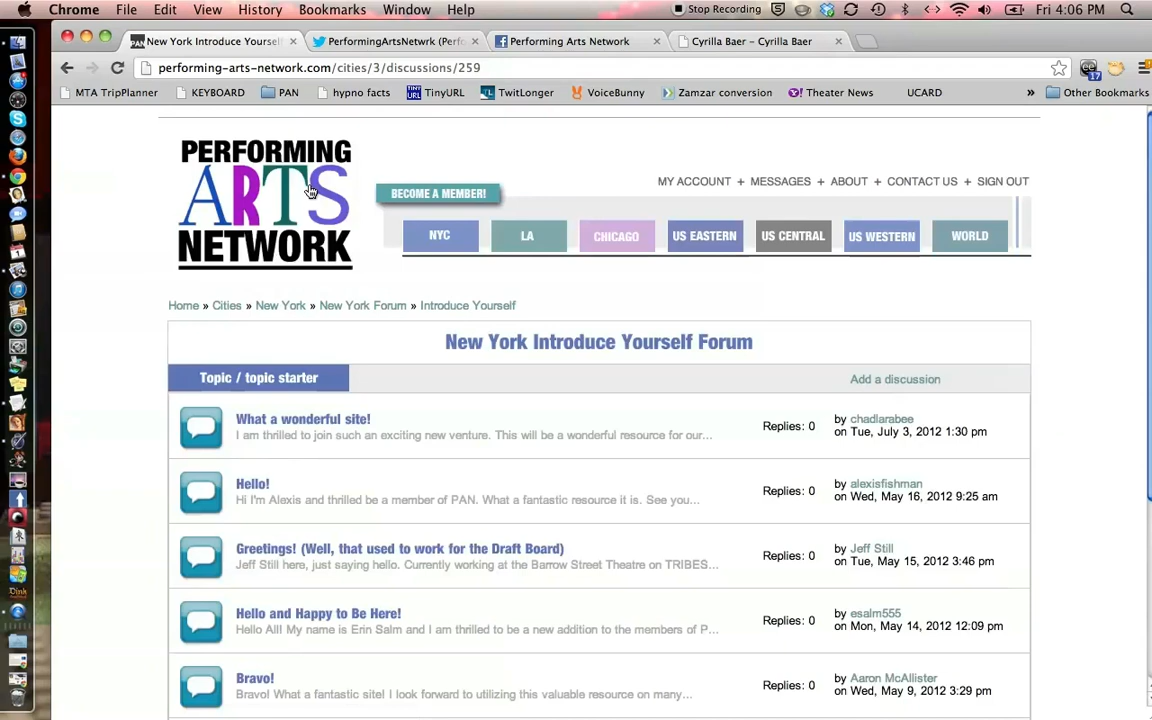 Chrome File Edit View History Bookmarks Window Help Stop Recording Fri 4:06 PM
New York Introduce Yoursel PerformingArtsNetwrk (Perf Performing Arts Network Cyrilla Baer – Cyrilla Baer
performing-arts-network.com/cities/3/discussions/259
17
MTA TripPlanner KEYBOARD PAN hypno facts TinyURL TwitLonger VoiceBunny Zamzar conversion Theater News UCARD » Other Bookmarks
PERFORMING
ARTS
NETWORK
BECOME A MEMBER!
MY ACCOUNT + MESSAGES + ABOUT + CONTACT US + SIGN OUT
NYC LA CHICAGO US EASTERN US CENTRAL US WESTERN WORLD
Home » Cities » New York » New York Forum » Introduce Yourself
New York Introduce Yourself Forum
Topic / topic starter Add a discussion
What a wonderful site!
I am thrilled to join such an exciting new venture. This will be a wonderful resource for our...
Replies: 0
by chadlarabee
on Tue, July 3, 2012 1:30 pm
Hello!
Hi I'm Alexis and thrilled be a member of PAN. What a fantastic resource it is. See you...
Replies: 0
by alexisfishman
on Wed, May 16, 2012 9:25 am
Greetings! (Well, that used to work for the Draft Board)
Jeff Still here, just saying hello. Currently working at the Barrow Street Theatre on TRIBES...
Replies: 0
by Jeff Still
on Tue, May 15, 2012 3:46 pm
Hello and Happy to Be Here!
Hello All! My name is Erin Salm and I am thrilled to be a new addition to the members of P...
Replies: 0
by esalm555
on Mon, May 14, 2012 12:09 pm
Bravo!
Bravo! What a fantastic site! I look forward to utilizing this valuable resource on many...
Replies: 0
by Aaron McAllister
on Wed, May 9, 2012 3:29 pm